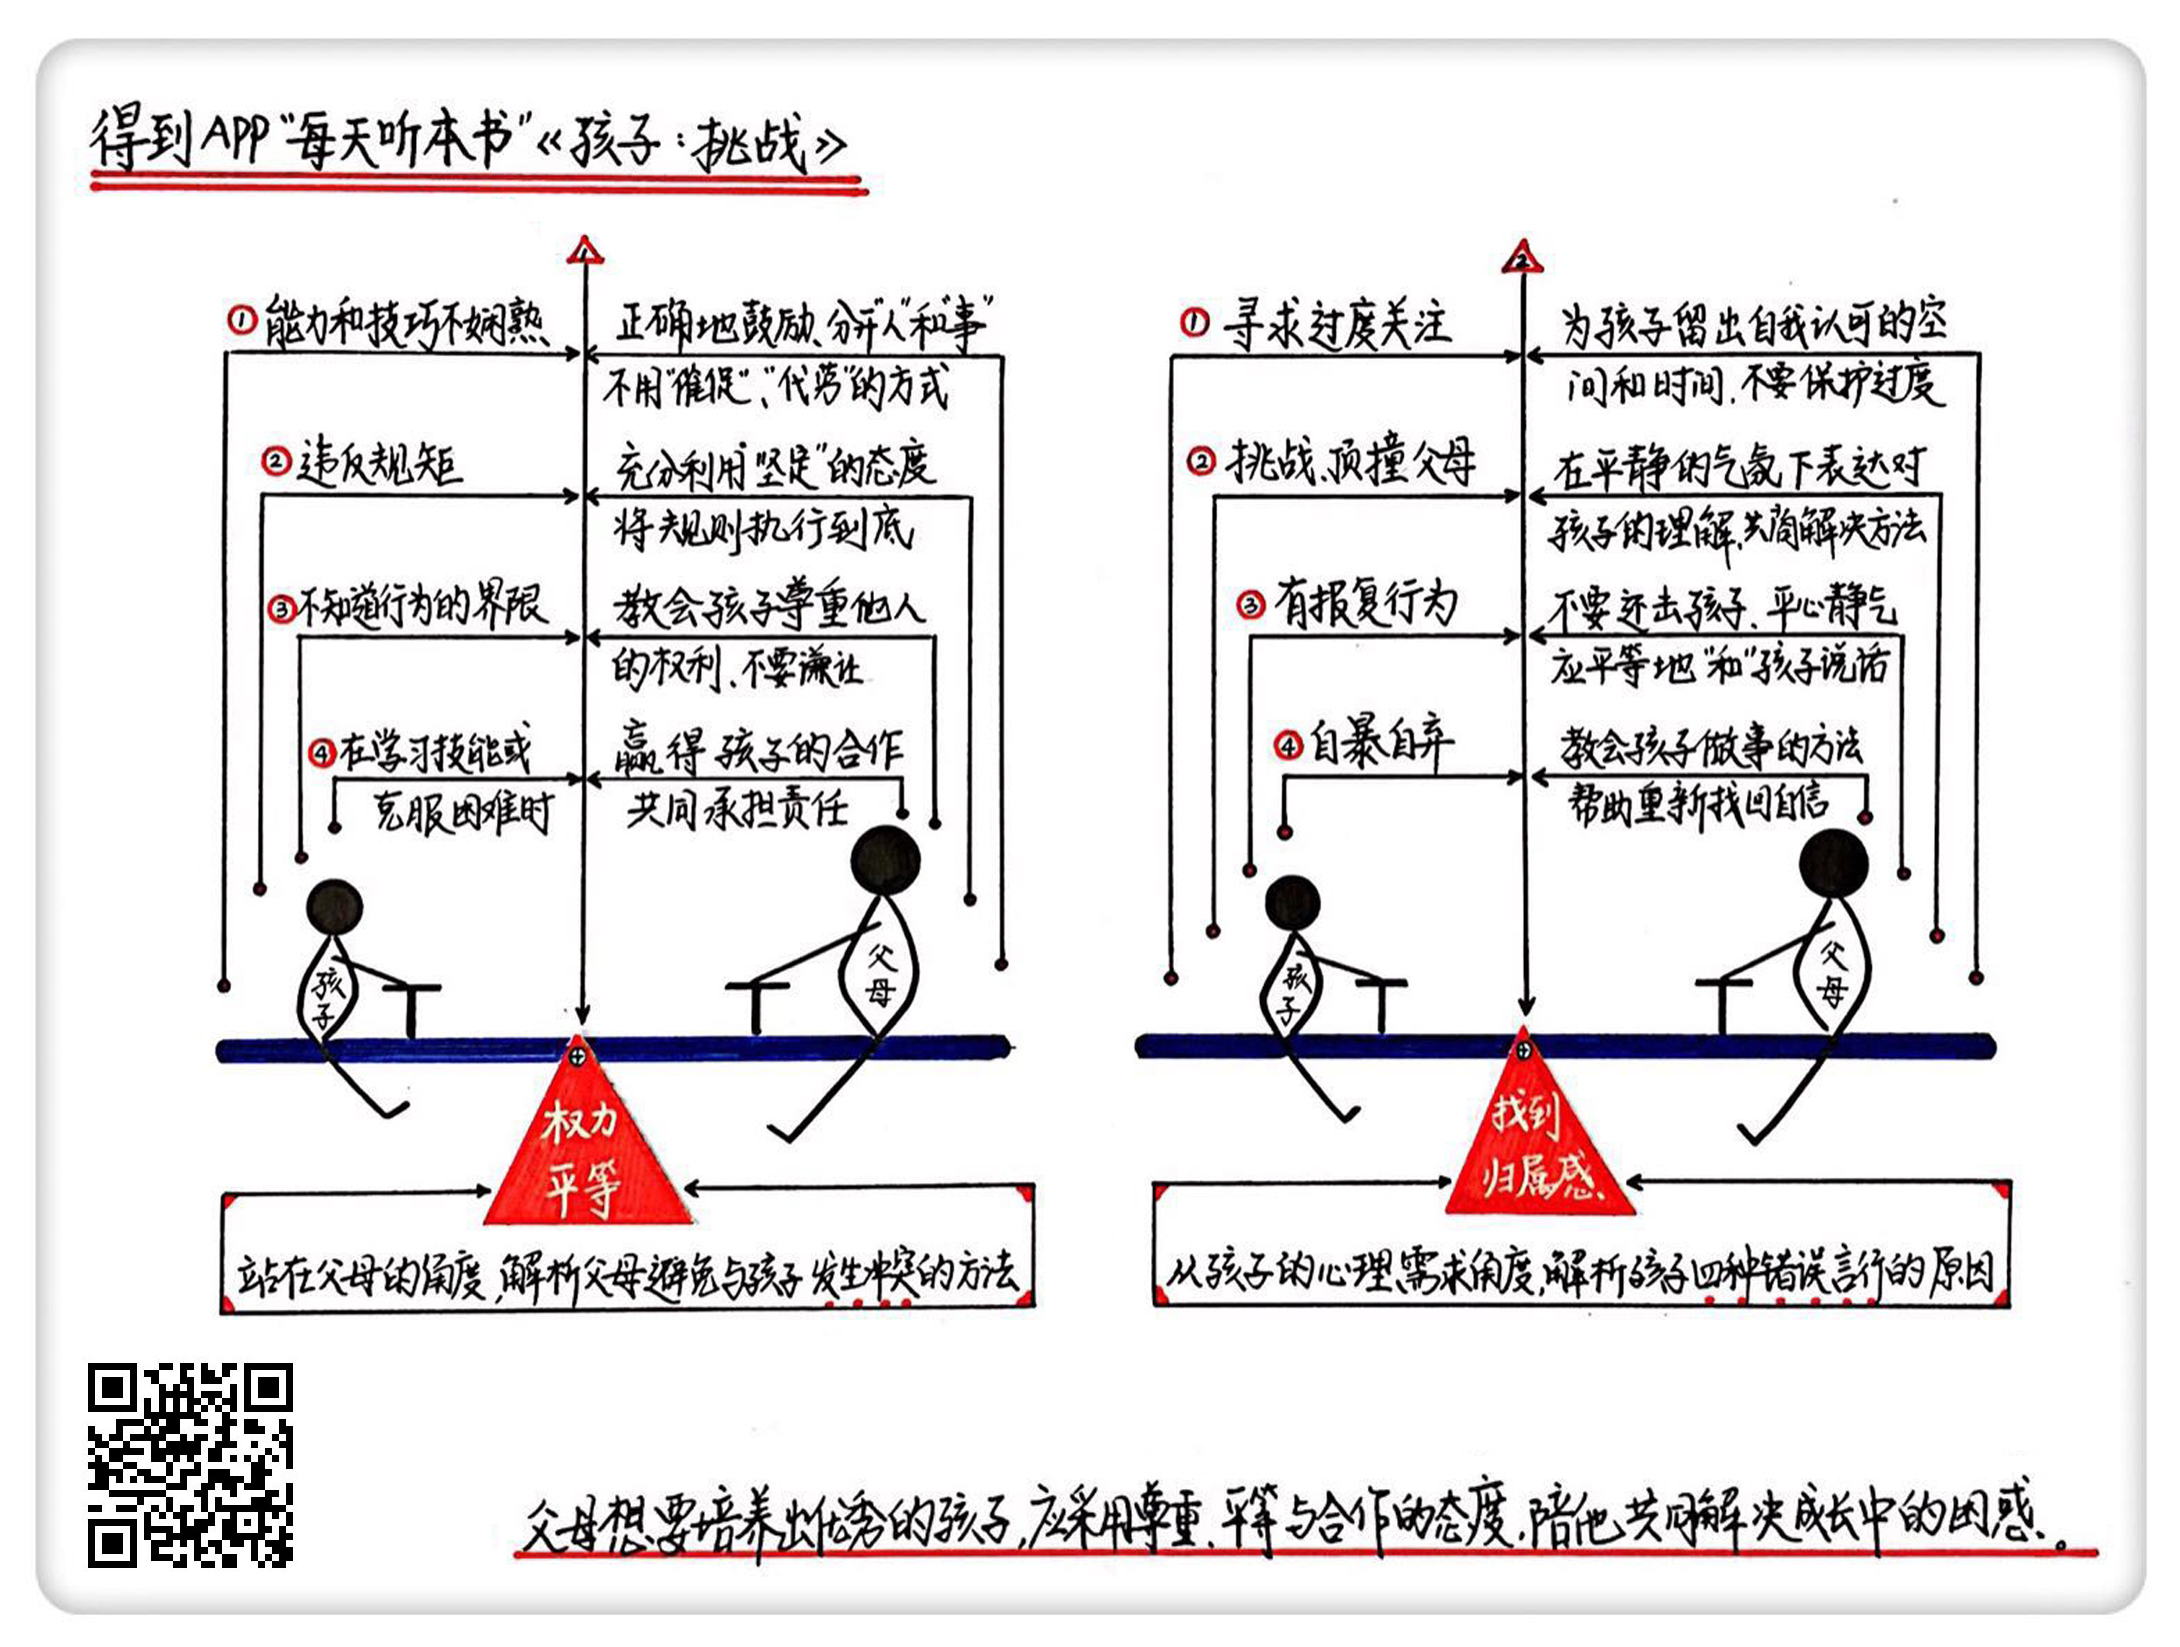 得到APP“每天听本书”《孩子：挑战》
1
①能力和技巧不娴熟
正确地鼓励、分开“人”和“事”
不用“催促”、“代劳”的方式
②违反规矩
充分利用“坚定”的态度
将规则执行到底
③不知道行为的界限
教会孩子尊重他人
的权利、不要谦让
④在学习技能或
克服困难时
赢得孩子的合作
共同承担责任
孩子
父母
权力
平等
站在父母的角度，解析父母避免与孩子发生冲突的方法
2
①寻求过度关注
为孩子留出自我认可的空
间和时间、不要保护过度
②挑战、顶撞父母
在平静的气氛下表达对
孩子的理解、共商解决方法
③有报复行为
不要还击孩子、平心静气
应平等地“和”孩子说话
④自暴自弃
教会孩子做事的方法
帮助重新找回自信
孩子
父母
找到
归属感
从孩子的心理需求角度，解析孩子四种错误言行的原因
父母想要培养出优秀的孩子，应采用尊重、平等与合作的态度，陪他共同解决成长中的困惑。